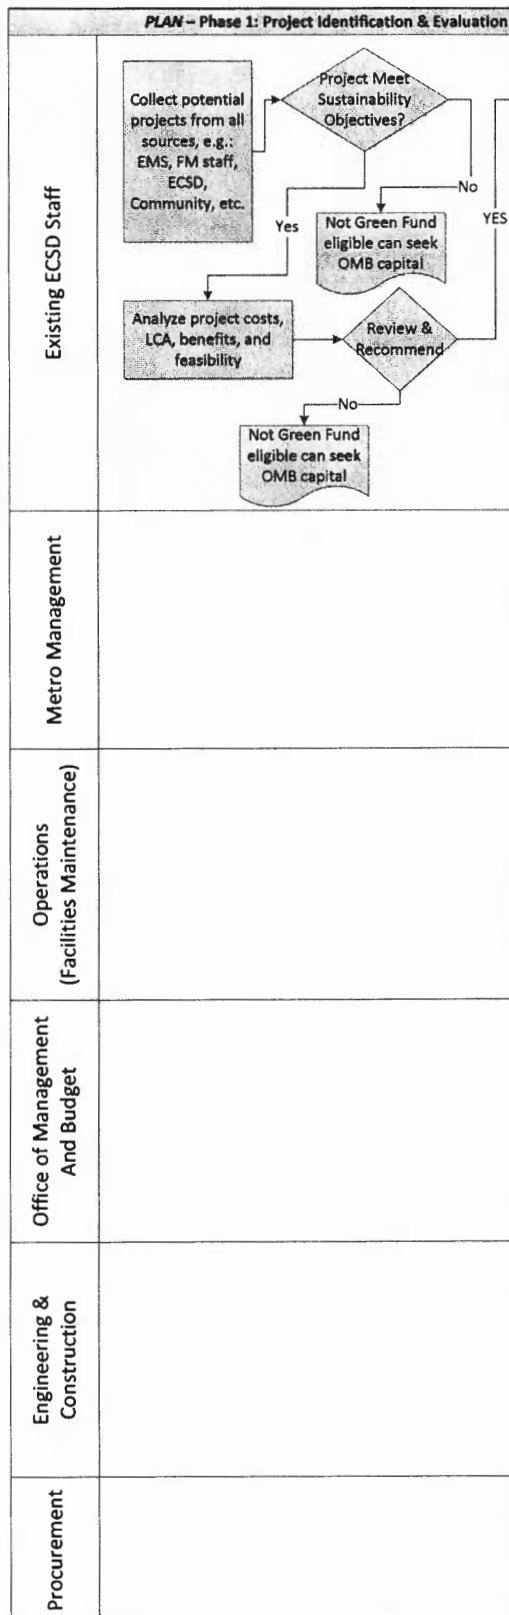 PLAN – Phase 1: Project Identification & Evaluation
Existing ECSD Staff
Collect potential
projects from all
sources, e.g.:
EMS, FM staff,
ECSD,
Community, etc.
Project Meet
Sustainability
Objectives?
No
YES
Yes
Not Green Fund
eligible can seek
OMB capital
Analyze project costs,
LCA, benefits, and
feasibility
Review &
Recommend
No
Not Green Fund
eligible can seek
OMB capital
Metro Management
Operations
(Facilities Maintenance)
Office of Management
And Budget
Engineering &
Construction
Procurement